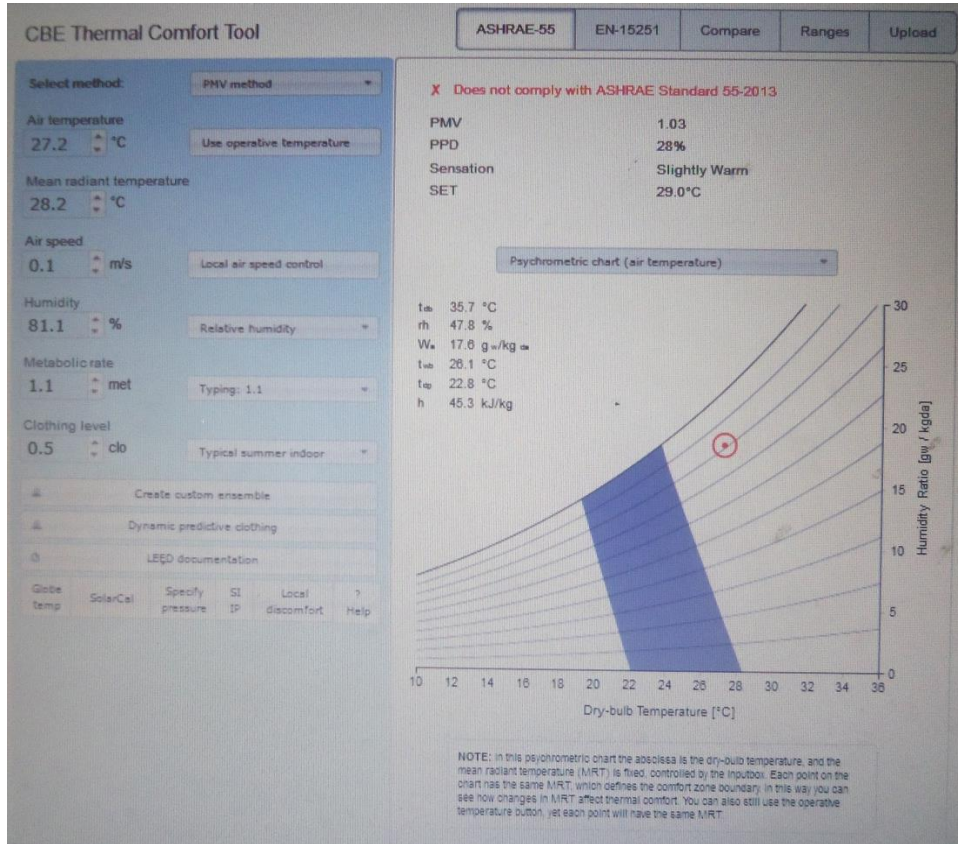 CBE Thermal Comfort Tool
ASHRAE-55 EN-15251 Compare Ranges Upload
Select method: PMV method
Air temperature
27.2 °C Use operative temperature
Mean radiant temperature
28.2 °C
Air speed
0.1 m/s Local air speed control
Humidity
81.1 % Relative humidity
Metabolic rate
1.1 met Typing: 1.1
Clothing level
0.5 clo Typical summer indoor
Create custom ensemble
Dynamic predictive clothing
LEED documentation
Globe temp SolarCal Specify pressure SI IP Local discomfort ? Help
X Does not comply with ASHRAE Standard 55-2013
PMV 1.03
PPD 28%
Sensation Slightly Warm
SET 29.0°C
Psychrometric chart (air temperature)
tdb 35.7 °C
rh 47.8 %
Wa 17.6 g w/kg da
twb 26.1 °C
tdp 22.8 °C
h 45.3 kJ/kg
30
25
20
15
10
5
0
Humidity Ratio [gw / kgda]
10 12 14 16 18 20 22 24 26 28 30 32 34 36
Dry-bulb Temperature [°C]
NOTE: In this psychrometric chart the abscissa is the dry-bulb temperature, and the
mean radiant temperature (MRT) is fixed, controlled by the inputbox. Each point on the
chart has the same MRT, which defines the comfort zone boundary. In this way you can
see how changes in MRT affect thermal comfort. You can also still use the operative
temperature button, yet each point will have the same MRT.